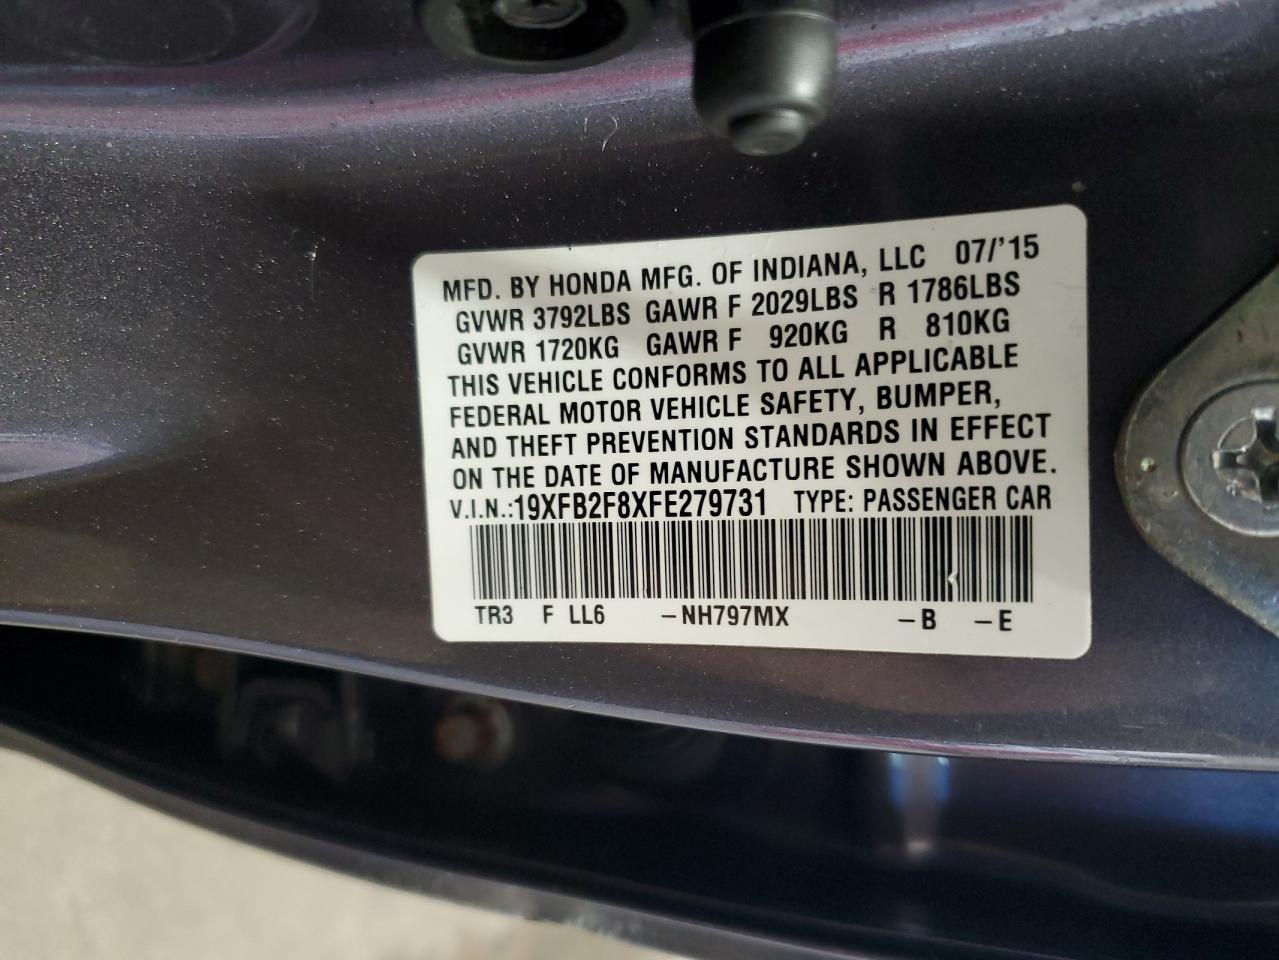 MFD. BY HONDA MFG. OF INDIANA, LLC 07/'15
GVWR 3792LBS GAWR F 2029LBS R 1786LBS
GVWR 1720KG GAWR F 920KG R 810KG
THIS VEHICLE CONFORMS TO ALL APPLICABLE
FEDERAL MOTOR VEHICLE SAFETY, BUMPER,
AND THEFT PREVENTION STANDARDS IN EFFECT
ON THE DATE OF MANUFACTURE SHOWN ABOVE.
V.I.N.:19XFB2F8XFE279731 TYPE: PASSENGER CAR
TR3 F LL6 –NH797MX –B –E